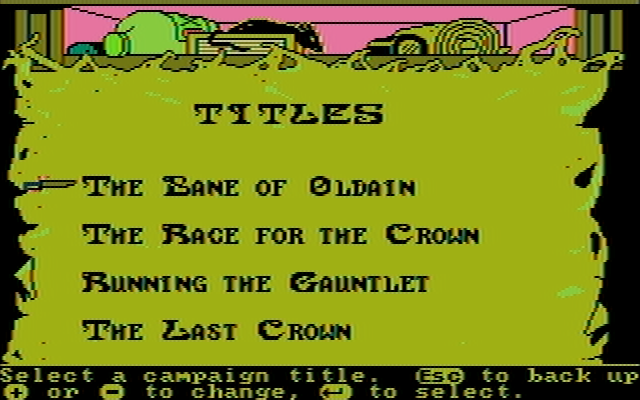 TITLES
THE BANE OF OLDAIN
THE RACE FOR THE CROWN
RUNNING THE GAUNTLET
THE LAST CROWN
Select a campaign title. ESC to back up
+ or - to change, ↵ to select.